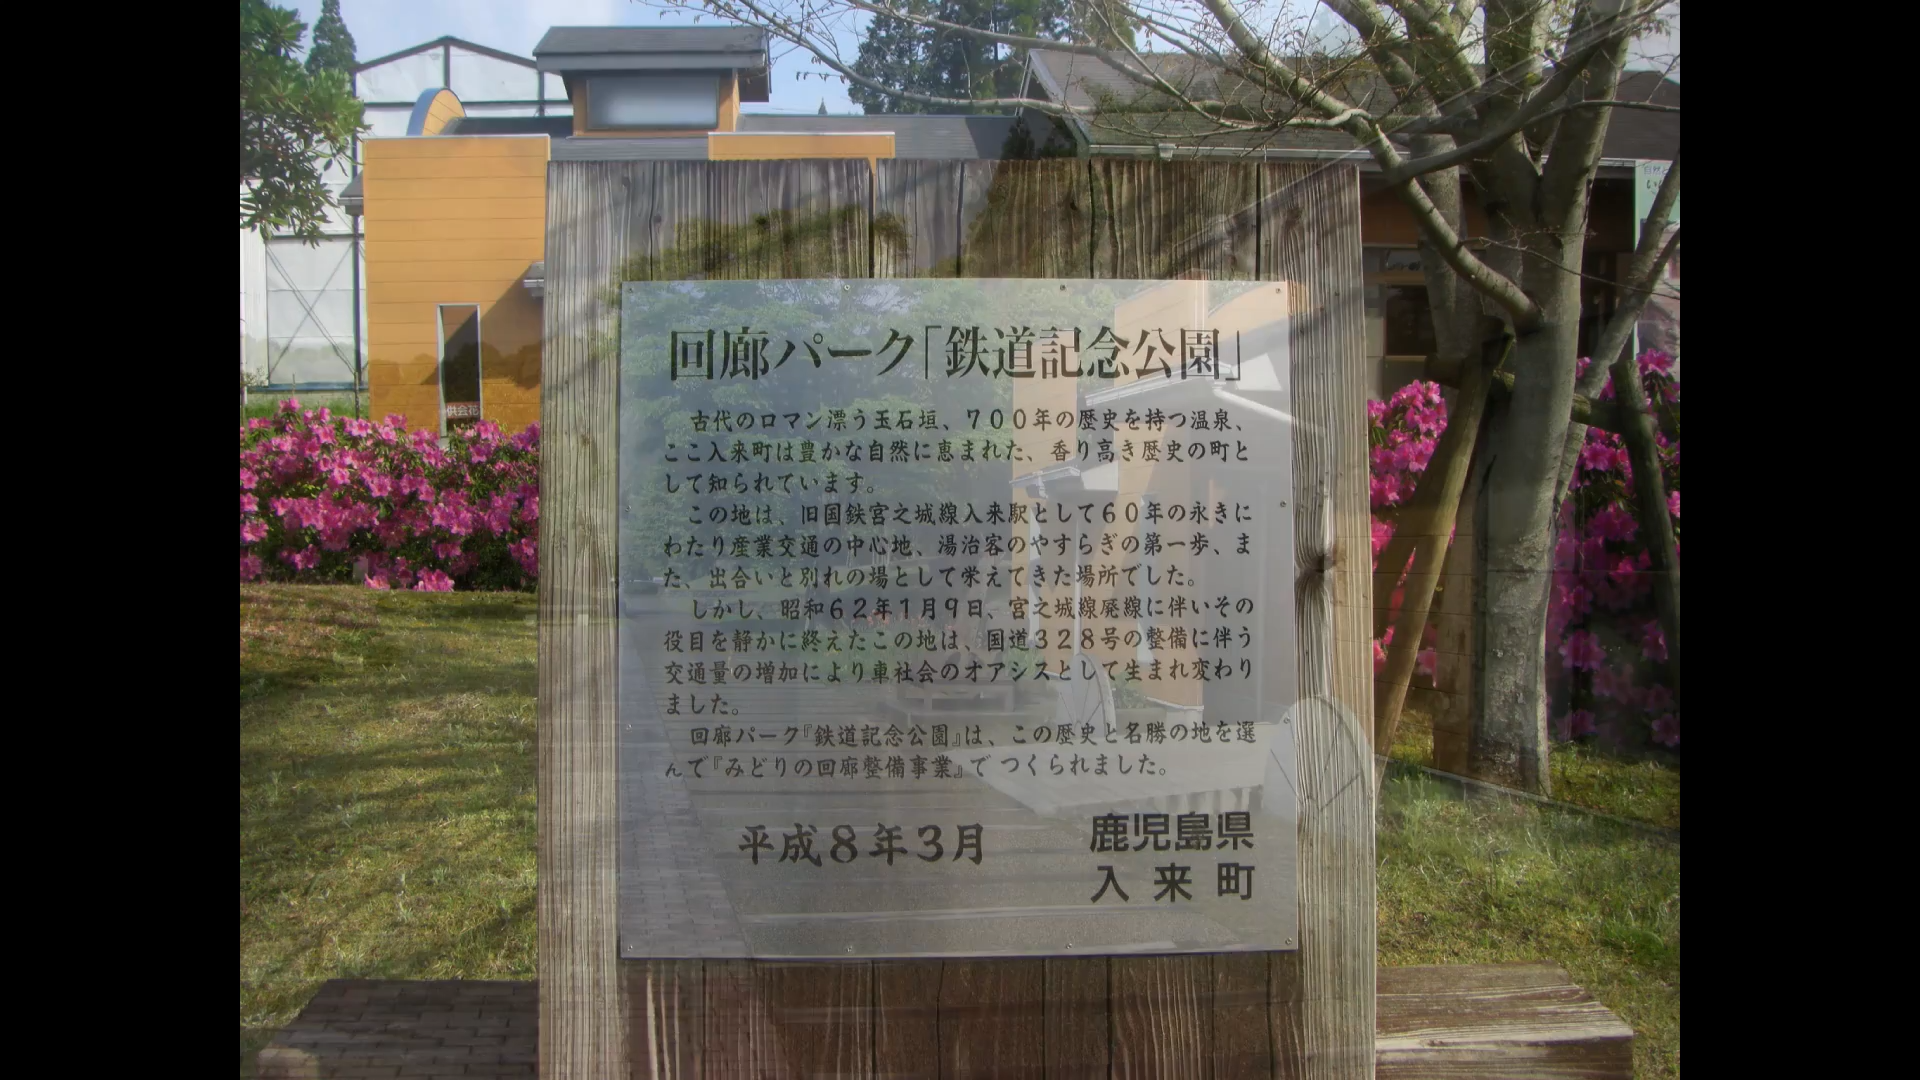 回廊パーク「鉄道記念公園」
古代のロマン漂う玉石垣、700年の歴史を持つ温泉、
ここ入来町は豊かな自然に恵まれた、香り高き歴史の町と
して知られています。
この地は、旧国鉄宮之城線入来駅として60年の永きに
わたり産業交通の中心地、湯治客のやすらぎの第一歩、ま
た、出合いと別れの場として栄えてきた場所でした。
しかし、昭和62年1月9日、宮之城線廃線に伴いその
役目を静かに終えたこの地は、国道328号の整備に伴う
交通量の増加により車社会のオアシスとして生まれ変わり
ました。
回廊パーク『鉄道記念公園』は、この歴史と名勝の地を選
んで『みどりの回廊整備事業』でつくられました。
平成8年3月
鹿児島県
入来町